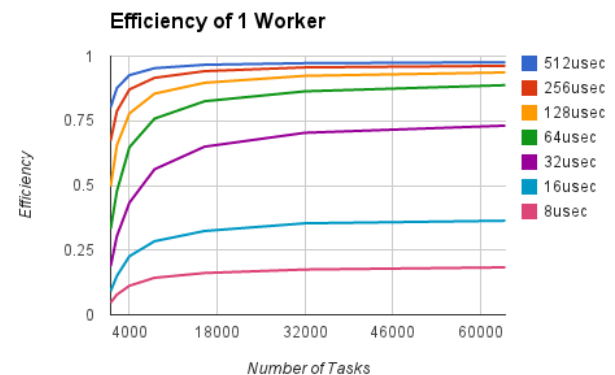 Efficiency of 1 Worker
1
0.75
0.5
0.25
0
Efficiency
4000 18000 32000 46000 60000
Number of Tasks
512usec
256usec
128usec
64usec
32usec
16usec
8usec